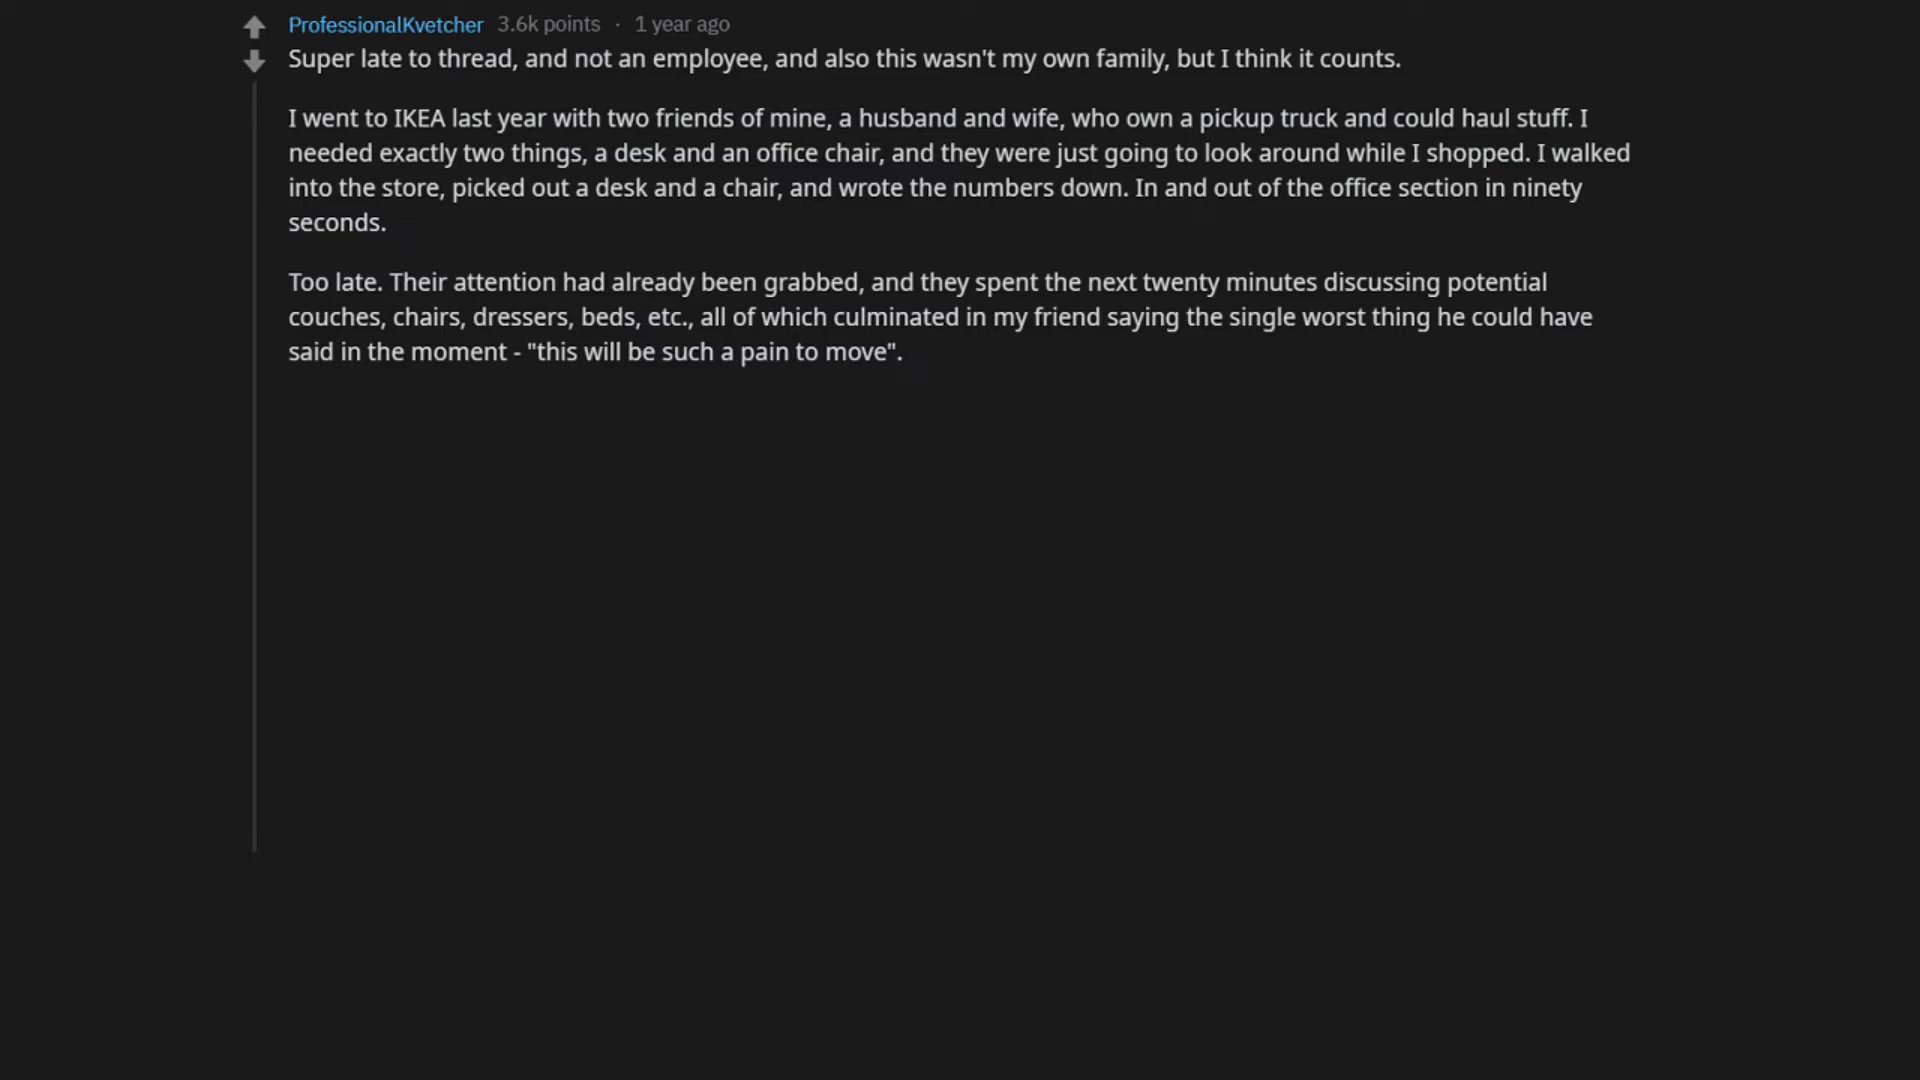 ProfessionalKvetcher 3.6k points · 1 year ago
Super late to thread, and not an employee, and also this wasn't my own family, but I think it counts.
I went to IKEA last year with two friends of mine, a husband and wife, who own a pickup truck and could haul stuff. I
needed exactly two things, a desk and an office chair, and they were just going to look around while I shopped. I walked
into the store, picked out a desk and a chair, and wrote the numbers down. In and out of the office section in ninety
seconds.
Too late. Their attention had already been grabbed, and they spent the next twenty minutes discussing potential
couches, chairs, dressers, beds, etc., all of which culminated in my friend saying the single worst thing he could have
said in the moment - "this will be such a pain to move".